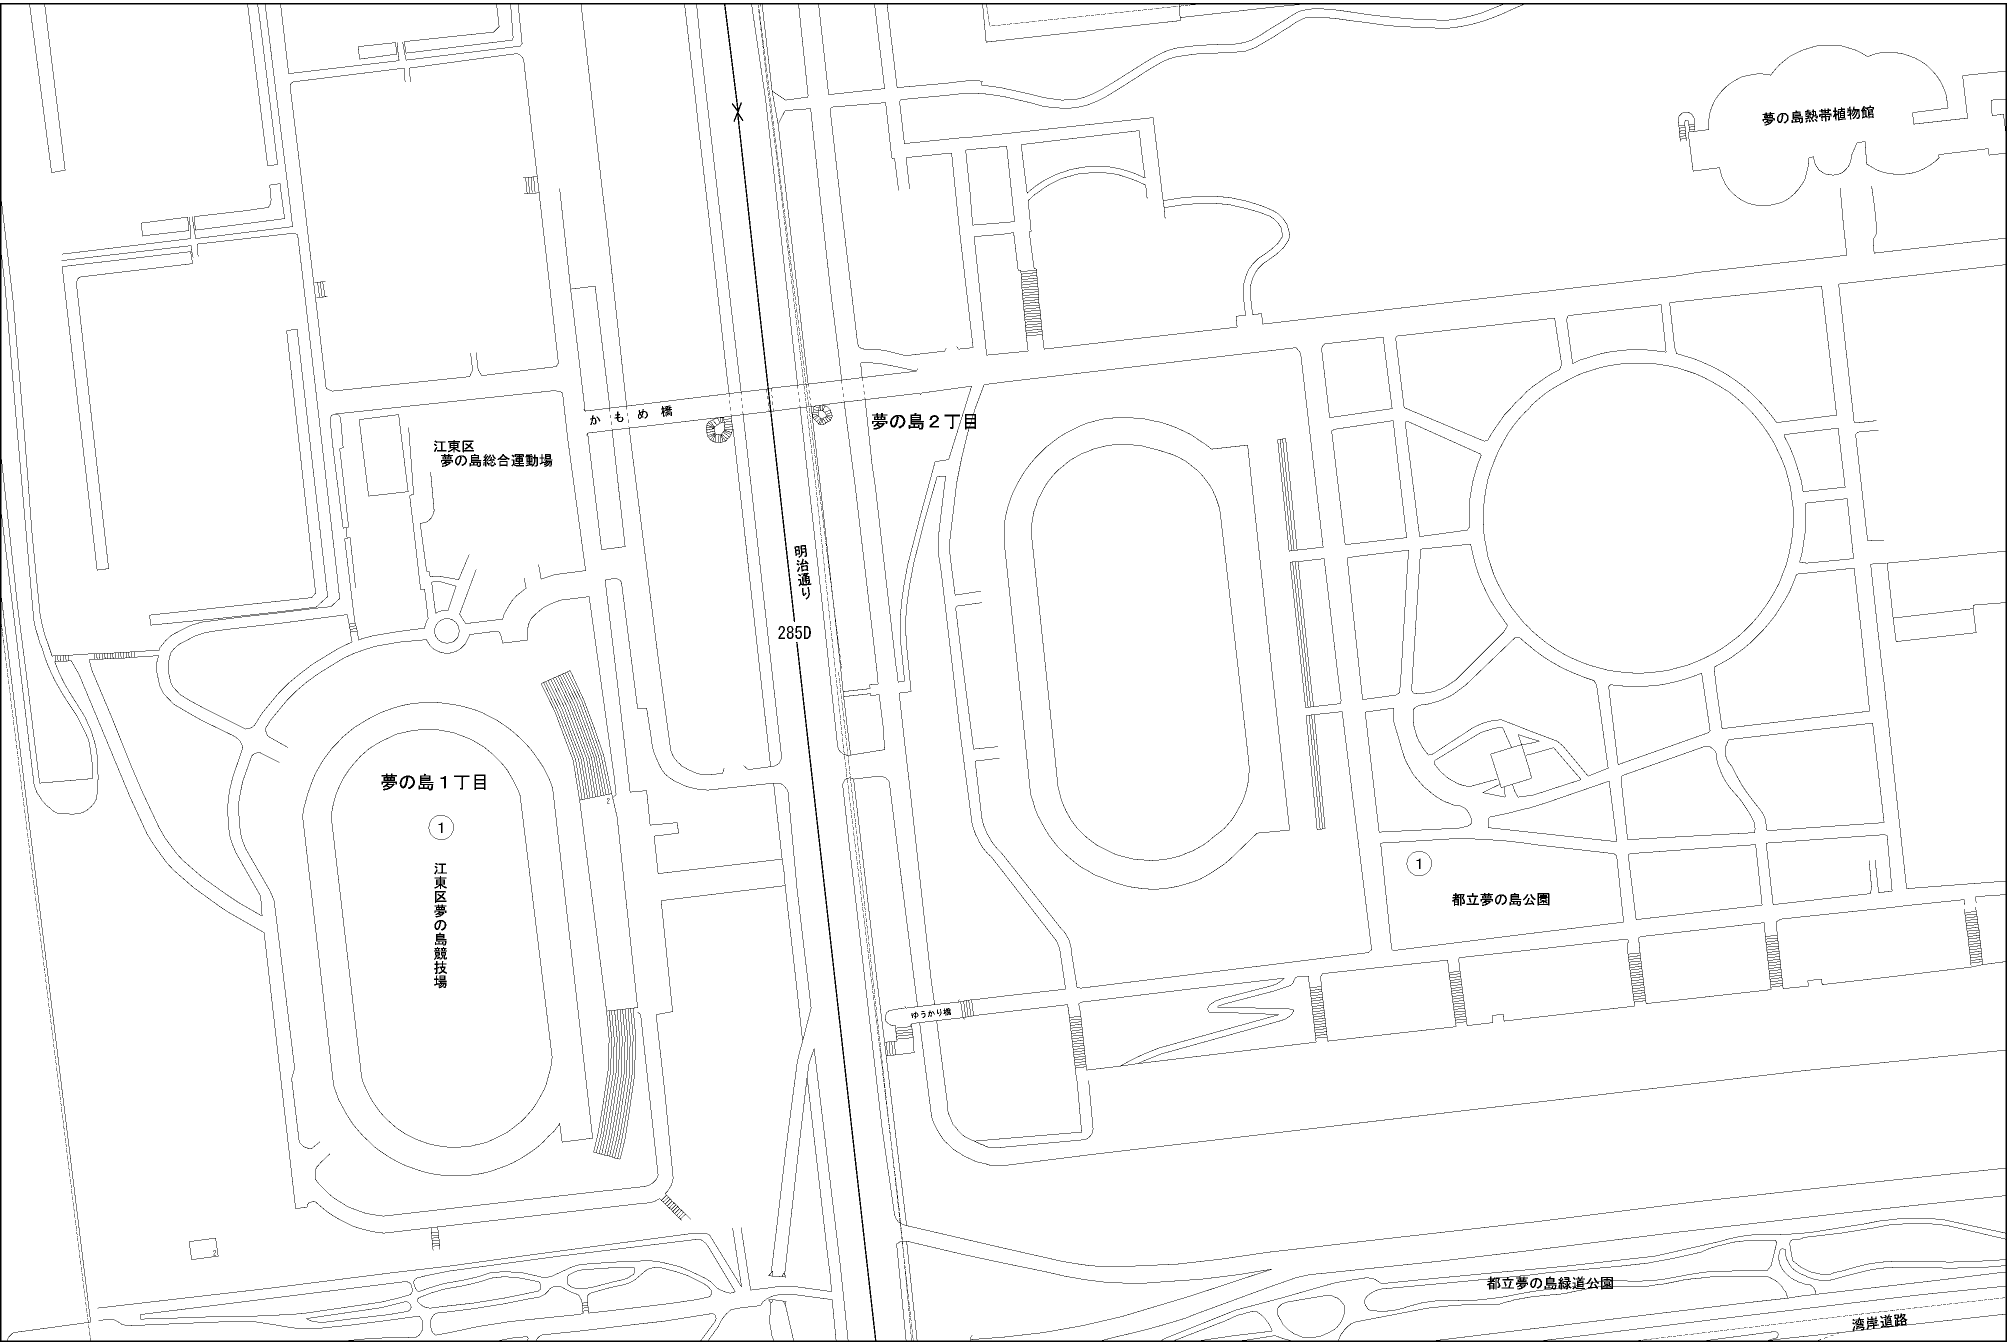 夢の島熱帯植物館
かもめ橋
夢の島2丁目
江東区
夢の島総合運動場
明治通り
285D
夢の島1丁目
1
2
江東区夢の島競技場
1
都立夢の島公園
ゆうかり橋
2
都立夢の島緑道公園
湾岸道路